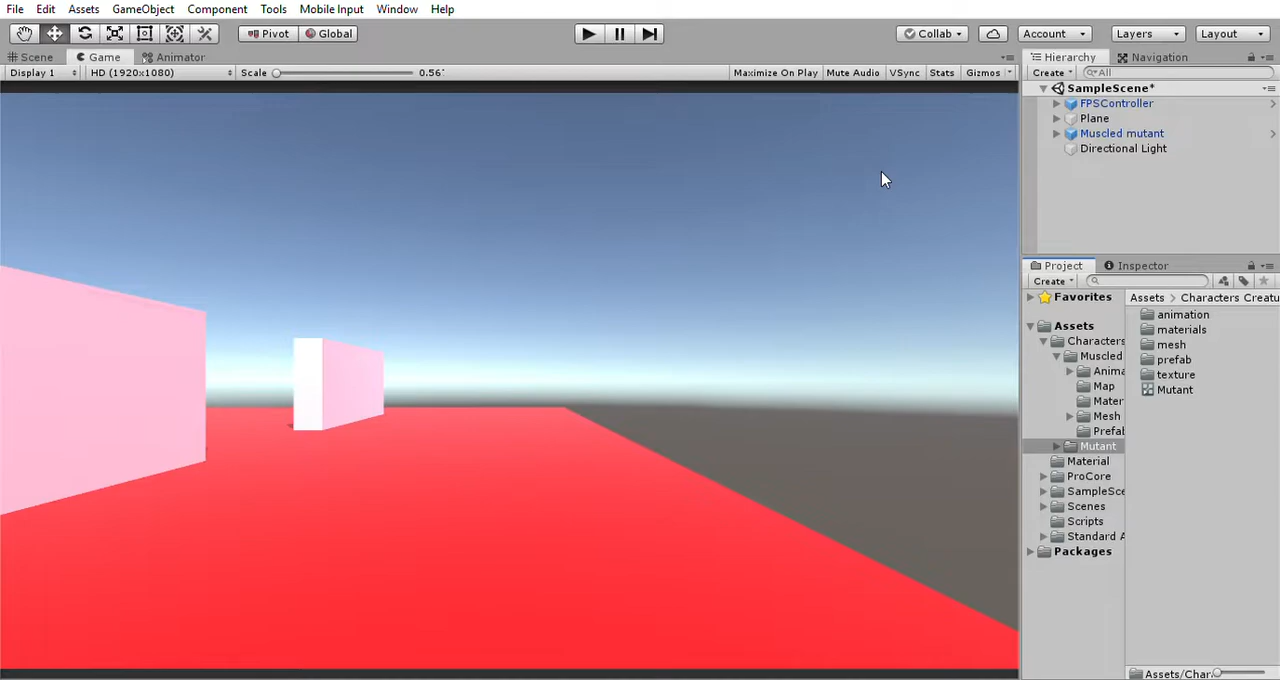 File Edit Assets GameObject Component Tools Mobile Input Window Help
Pivot Global Collab Account Layers Layout
Scene Game Animator
Display 1 HD (1920x1080) Scale 0.56 Maximize On Play Mute Audio VSync Stats Gizmos
Hierarchy Navigation
Create All
SampleScene*
FPSController
Plane
Muscled mutant
Directional Light
Project Inspector
Create
Favorites
Assets
Characters
Muscled
Anima
Map
Mater
Mesh
Prefab
Mutant
Material
ProCore
SampleSce
Scenes
Scripts
Standard A
Packages
Assets > Characters Creatu
animation
materials
mesh
prefab
texture
Mutant
Assets/Char